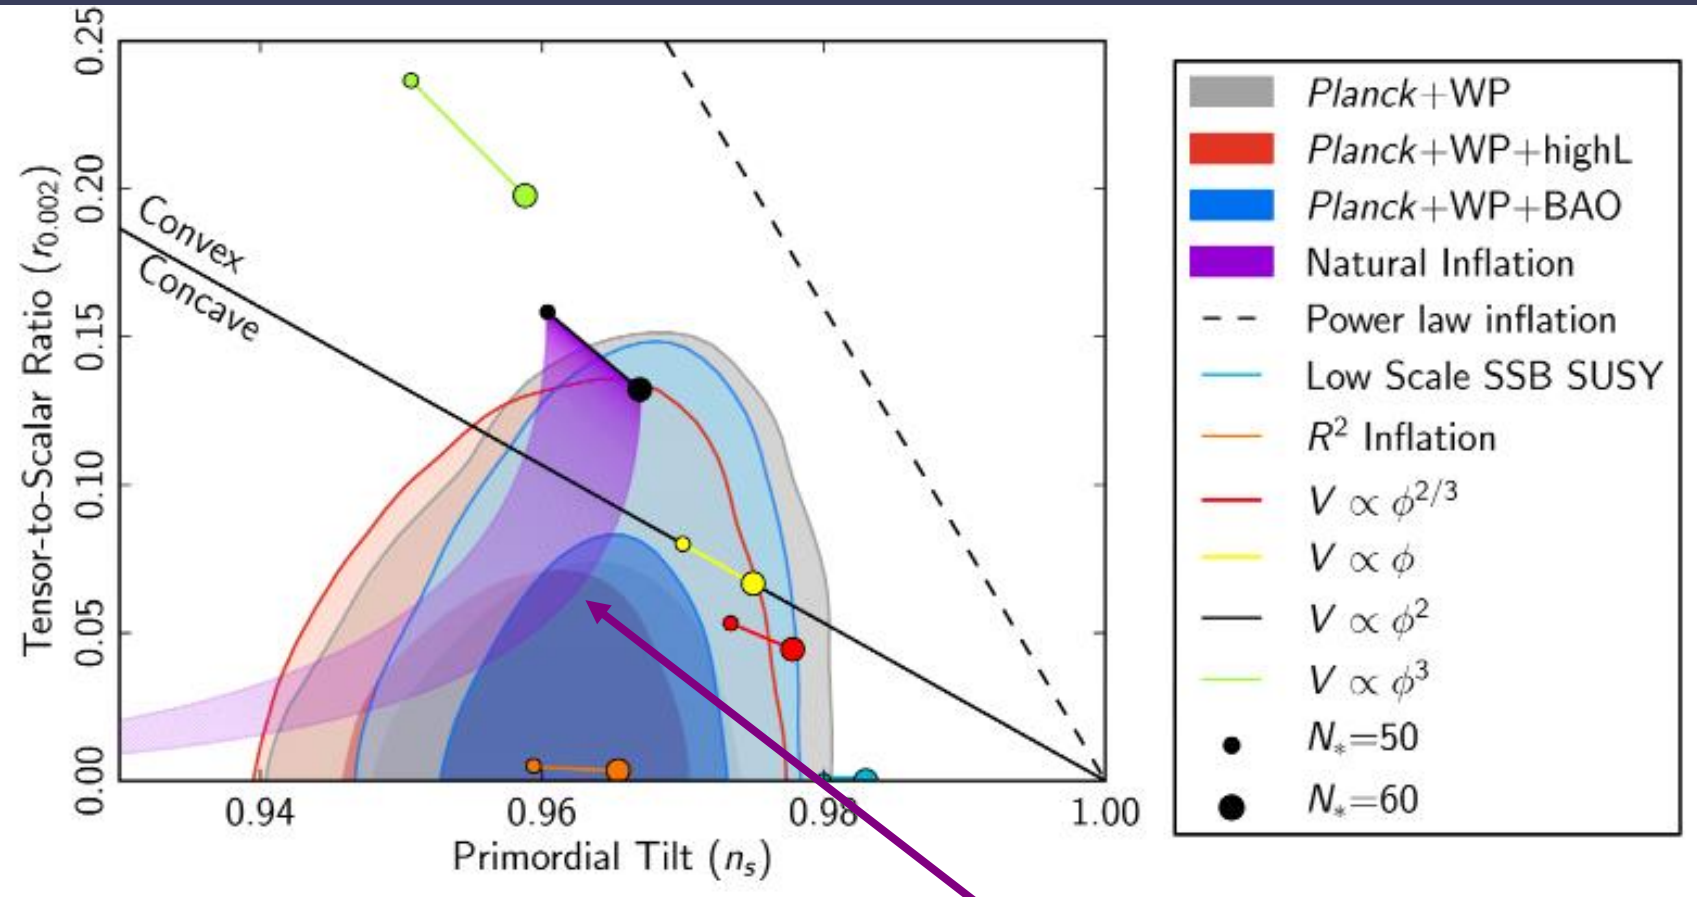 0.25
0.20
0.15
0.10
0.05
0.00
Tensor-to-Scalar Ratio (r₀.₀₀₂)
Convex
Concave
0.94
0.96
0.98
1.00
Primordial Tilt (nₛ)
Planck+WP
Planck+WP+highL
Planck+WP+BAO
Natural Inflation
Power law inflation
Low Scale SSB SUSY
R² Inflation
V ∝ ϕ²/³
V ∝ ϕ
V ∝ ϕ²
V ∝ ϕ³
N∗=50
N∗=60